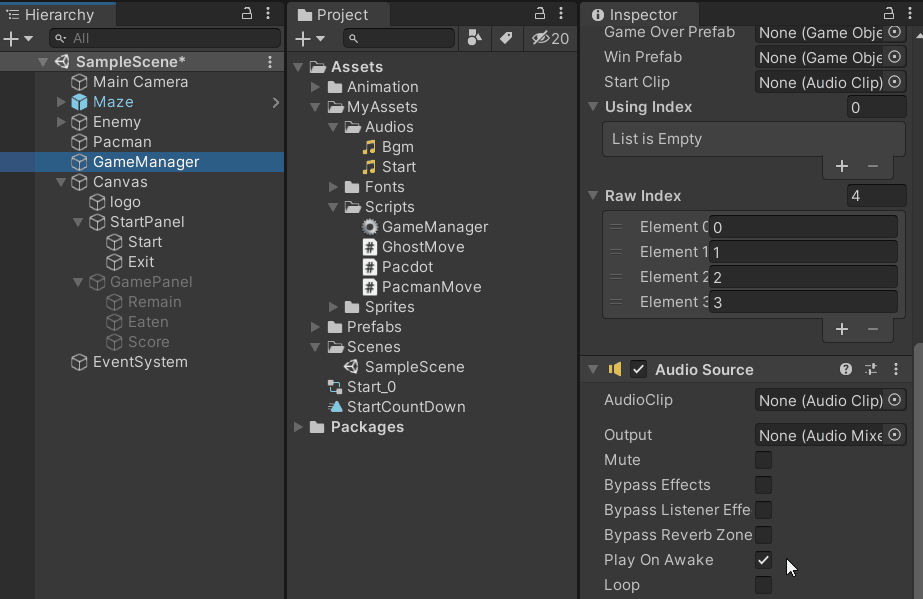 Hierarchy
All
SampleScene*
Main Camera
Maze
Enemy
Pacman
GameManager
Canvas
logo
StartPanel
Start
Exit
GamePanel
Remain
Eaten
Score
EventSystem
Project
20
Assets
Animation
MyAssets
Audios
Bgm
Start
Fonts
Scripts
GameManager
GhostMove
Pacdot
PacmanMove
Sprites
Prefabs
Scenes
SampleScene
Start_0
StartCountDown
Packages
Inspector
Game Over Prefab None (Game Obje
Win Prefab None (Game Obje
Start Clip None (Audio Clip)
Using Index 0
List is Empty
Raw Index 4
Element 0 0
Element 1 1
Element 2 2
Element 3 3
Audio Source
AudioClip None (Audio Clip)
Output None (Audio Mixe
Mute
Bypass Effects
Bypass Listener Effe
Bypass Reverb Zone
Play On Awake
Loop